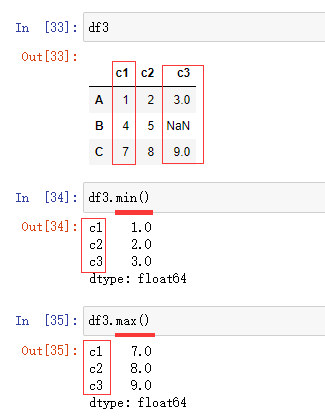 In [33]: df3
Out[33]:
c1 c2 c3
A 1 2 3.0
B 4 5 NaN
C 7 8 9.0
In [34]: df3.min()
Out[34]: c1 1.0
c2 2.0
c3 3.0
dtype: float64
In [35]: df3.max()
Out[35]: c1 7.0
c2 8.0
c3 9.0
dtype: float64